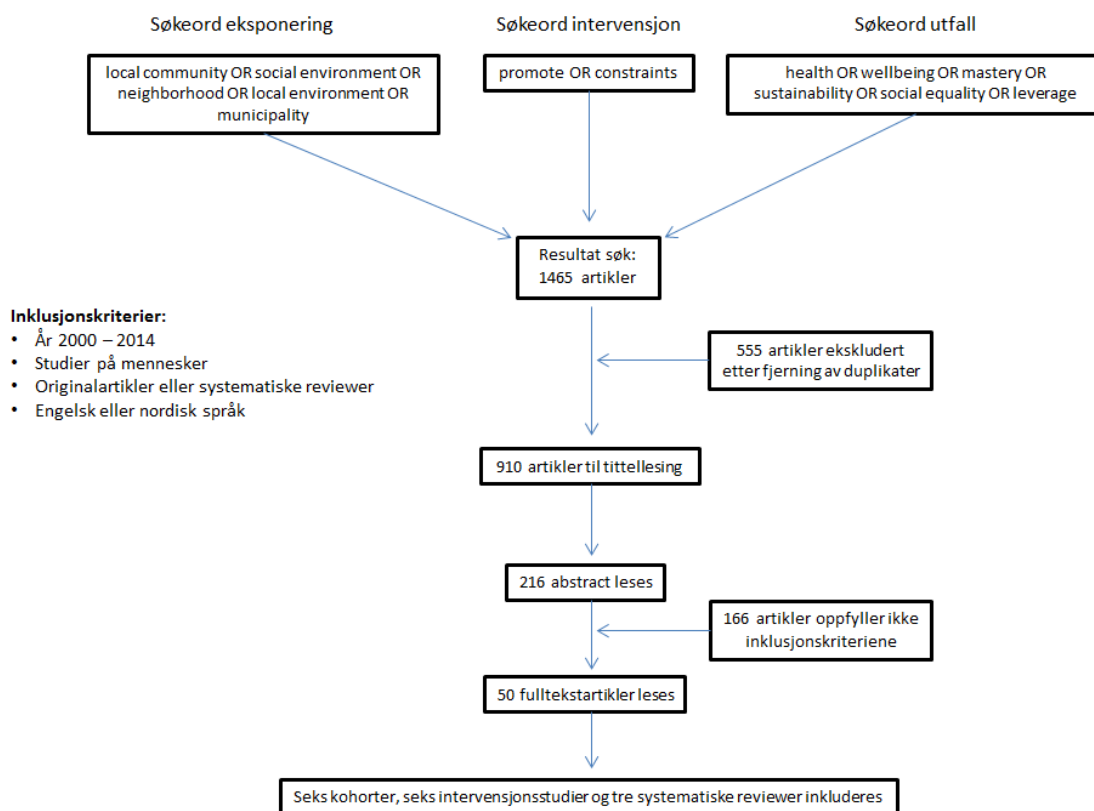 Søkeord eksponering
Søkeord intervensjon
Søkeord utfall
local community OR social environment OR
neighborhood OR local environment OR
municipality
promote OR constraints
health OR wellbeing OR mastery OR
sustainability OR social equality OR leverage
Resultat søk:
1465 artikler
Inklusjonskriterier:
• År 2000 – 2014
• Studier på mennesker
• Originalartikler eller systematiske reviewer
• Engelsk eller nordisk språk
555 artikler ekskludert
etter fjerning av duplikater
910 artikler til tittellesing
216 abstract leses
166 artikler oppfyller ikke
inklusjonskriteriene
50 fulltekstartikler leses
Seks kohorter, seks intervensjonsstudier og tre systematiske reviewer inkluderes